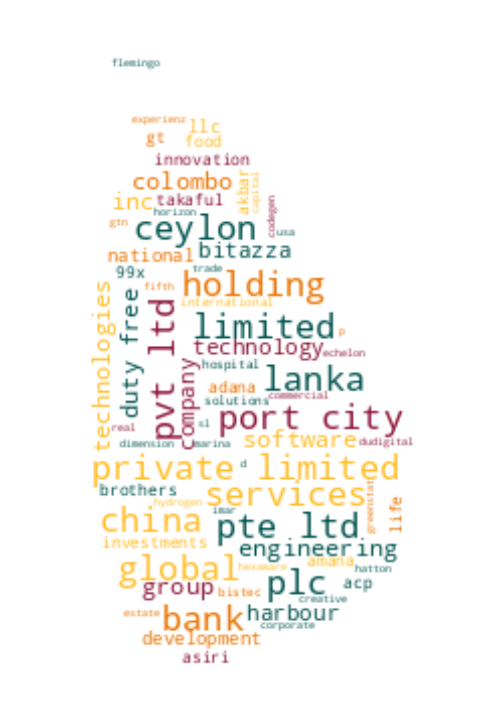 flemingo
experienz
llc
gt
food
innovation
colombo
akbar
capital
inc
takaful
codegen
horizon
gtn
ceylon
usa
national
bitazza
99x
trade
holding
fifth
international
technologies
duty free
pvt ltd
limited
p
technology
echelon
company
hospital
lanka
adana
commercial
solutions
port city
real
sl
software
dudigital
dimension
marina
private limited
d
brothers
services
greenstat
life
hydrogen
imar
china
pte ltd
investments
engineering
global
amana
hatton
hexaware
group
bistec
plc
acp
creative
estate
bank
harbour
corporate
development
asiri